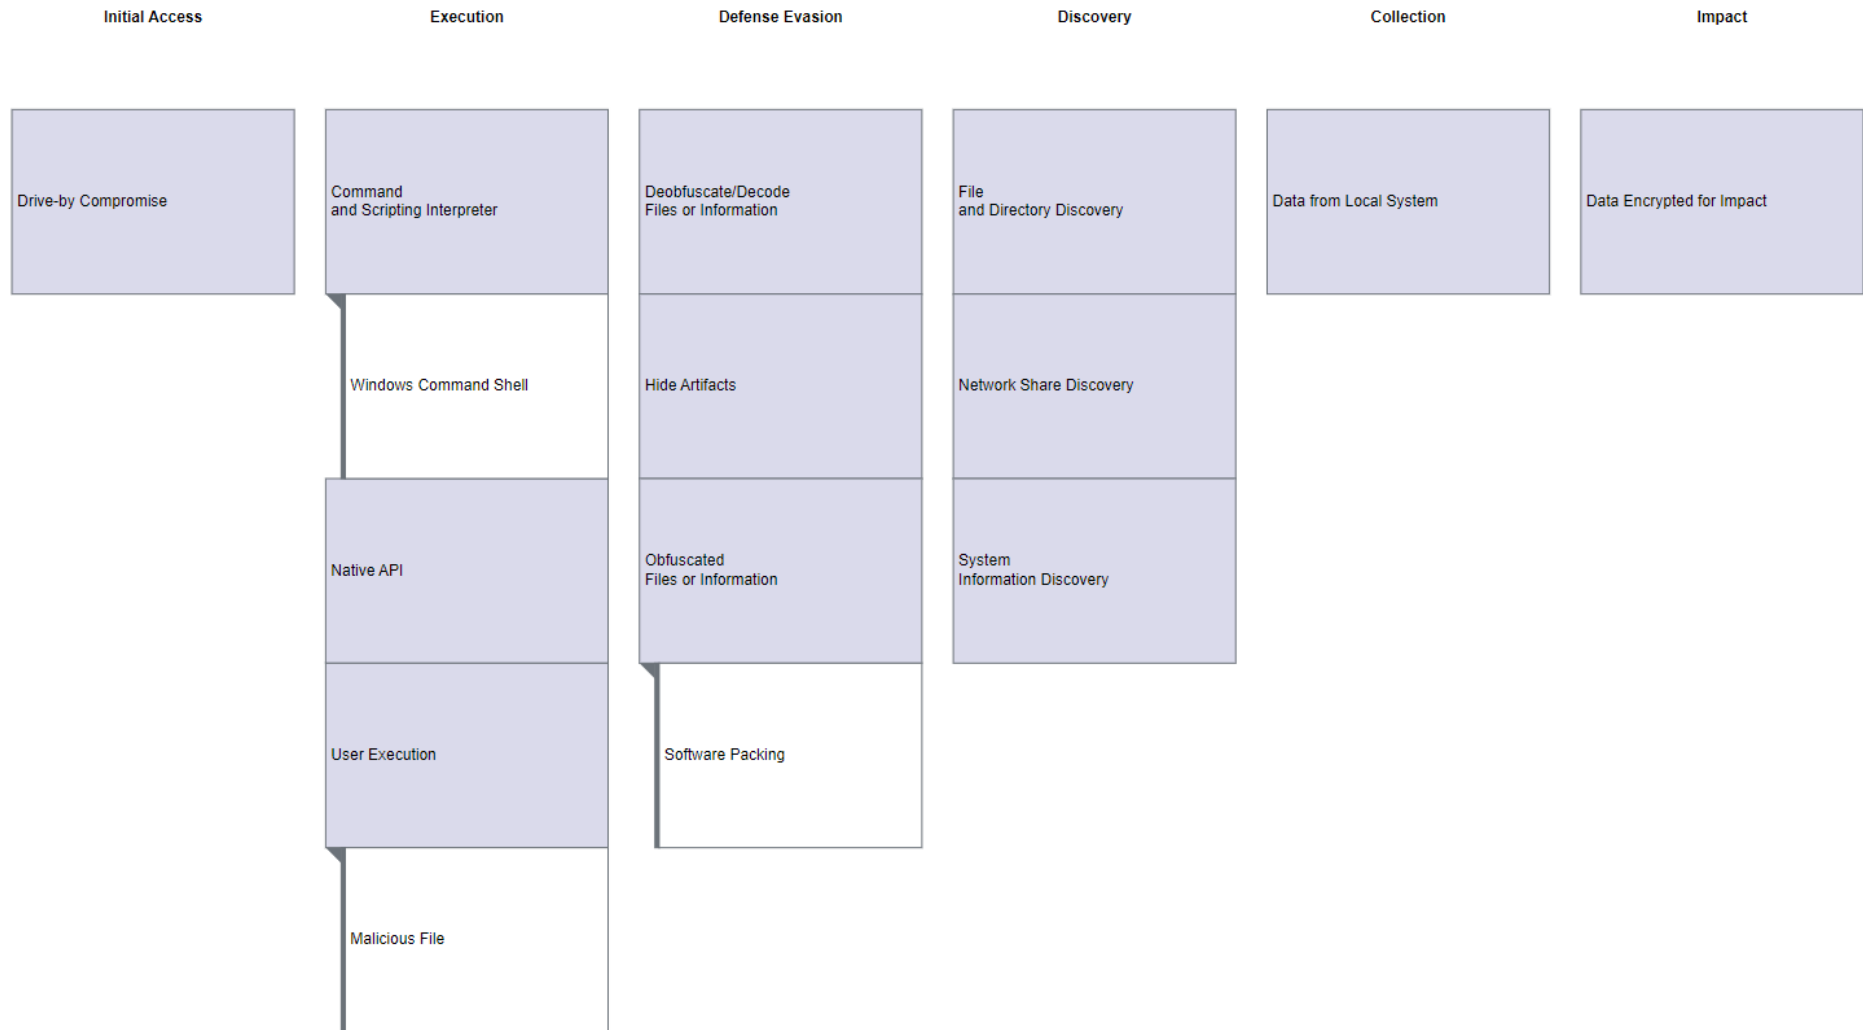 Initial Access
Execution
Defense Evasion
Discovery
Collection
Impact
Drive-by Compromise
Command
and Scripting Interpreter
Windows Command Shell
Native API
User Execution
Malicious File
Deobfuscate/Decode
Files or Information
Hide Artifacts
Obfuscated
Files or Information
Software Packing
File
and Directory Discovery
Network Share Discovery
System
Information Discovery
Data from Local System
Data Encrypted for Impact